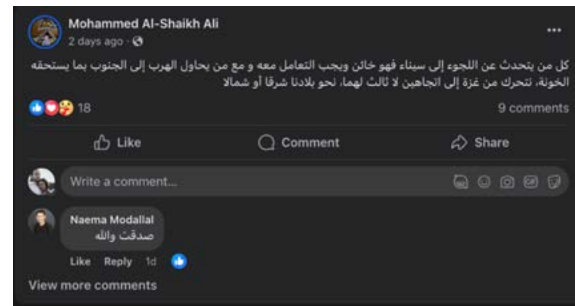 Mohammed Al-Shaikh Ali
2 days ago ·
كل من يتحدث عن اللجوء إلى سيناء فهو خائن ويجب التعامل معه و مع من يحاول الهرب إلى الجنوب بما يستحقه
الخونة، نتحرك من غزة إلى اتجاهين لا ثالث لهما، نحو بلادنا شرقا أو شمالا
18 9 comments
Like Comment Share
Write a comment...
GIF
Naema Modallal
صدقت والله
Like Reply 1d
View more comments